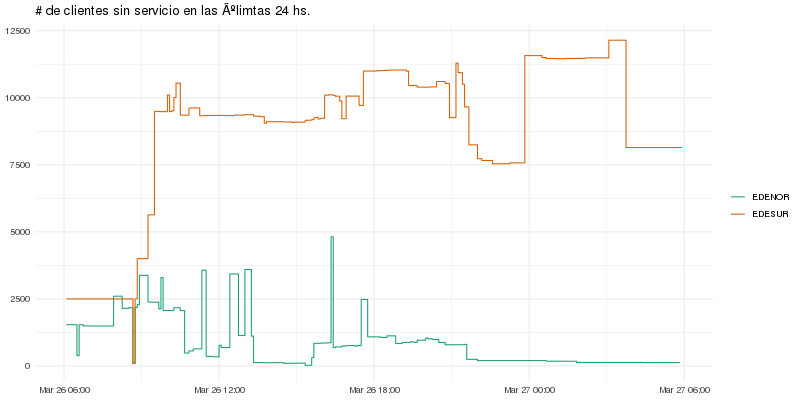 # de clientes sin servicio en las Ãºlimtas 24 hs.
12500
10000
7500
5000
2500
0
Mar 26 06:00
Mar 26 12:00
Mar 26 18:00
Mar 27 00:00
Mar 27 06:00
EDENOR
EDESUR